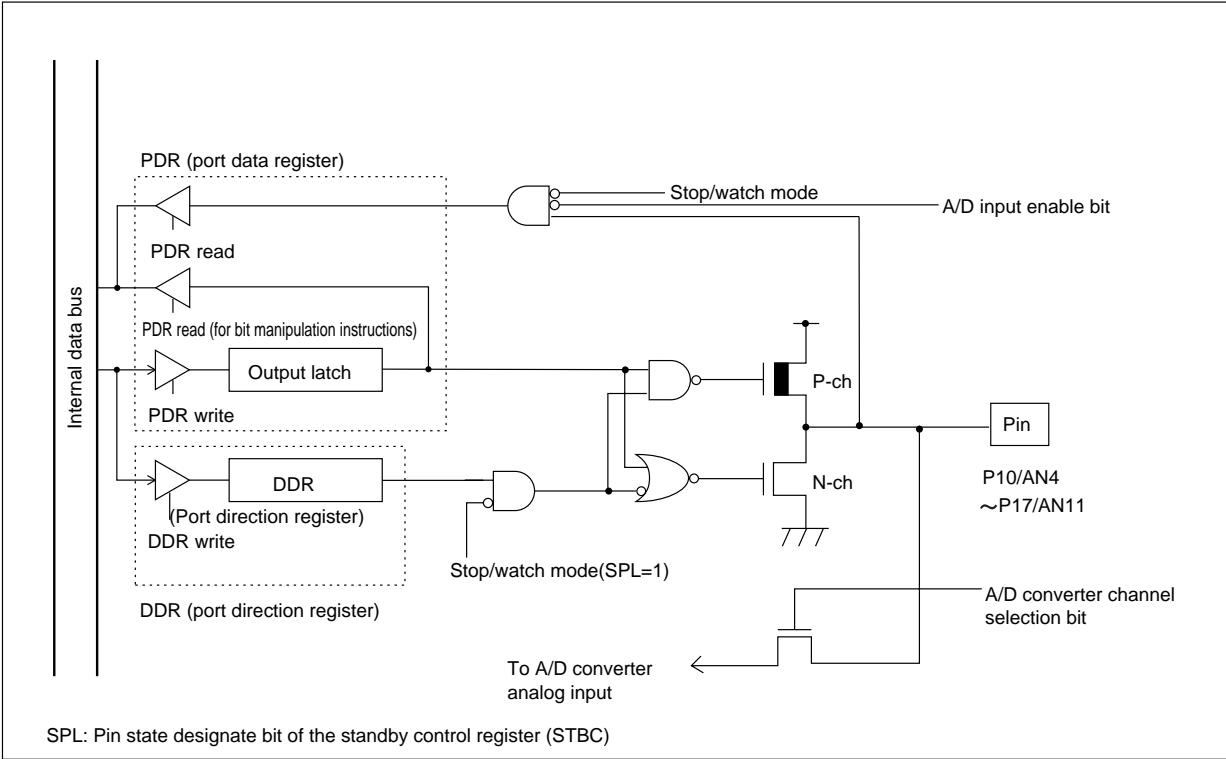 PDR (port data register)
Stop/watch mode
A/D input enable bit
PDR read
PDR read (for bit manipulation instructions)
Internal data bus
Output latch
P-ch
PDR write
Pin
DDR
N-ch
P10/AN4
～P17/AN11
(Port direction register)
DDR write
Stop/watch mode(SPL=1)
DDR (port direction register)
A/D converter channel
selection bit
To A/D converter
analog input
SPL: Pin state designate bit of the standby control register (STBC)